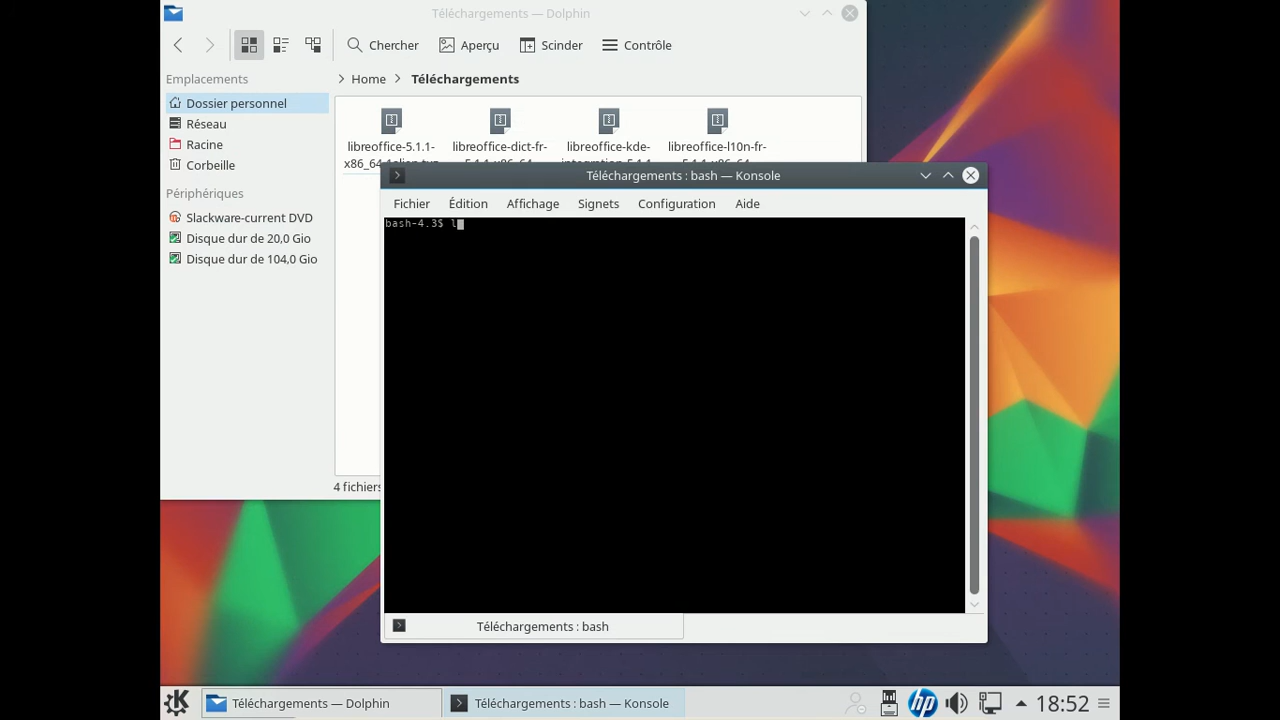 Téléchargements — Dolphin
Chercher
Aperçu
Scinder
Contrôle
Emplacements
Home
Téléchargements
Dossier personnel
Réseau
Racine
Corbeille
Périphériques
Slackware-current DVD
Disque dur de 20,0 Gio
Disque dur de 104,0 Gio
libreoffice-5.1.1-
libreoffice-dict-fr-
libreoffice-kde-
libreoffice-l10n-fr-
4 fichiers
Téléchargements : bash — Konsole
Fichier
Édition
Affichage
Signets
Configuration
Aide
bash-4.3$ l
Téléchargements : bash
Téléchargements — Dolphin
Téléchargements : bash — Konsole
hp
18:52